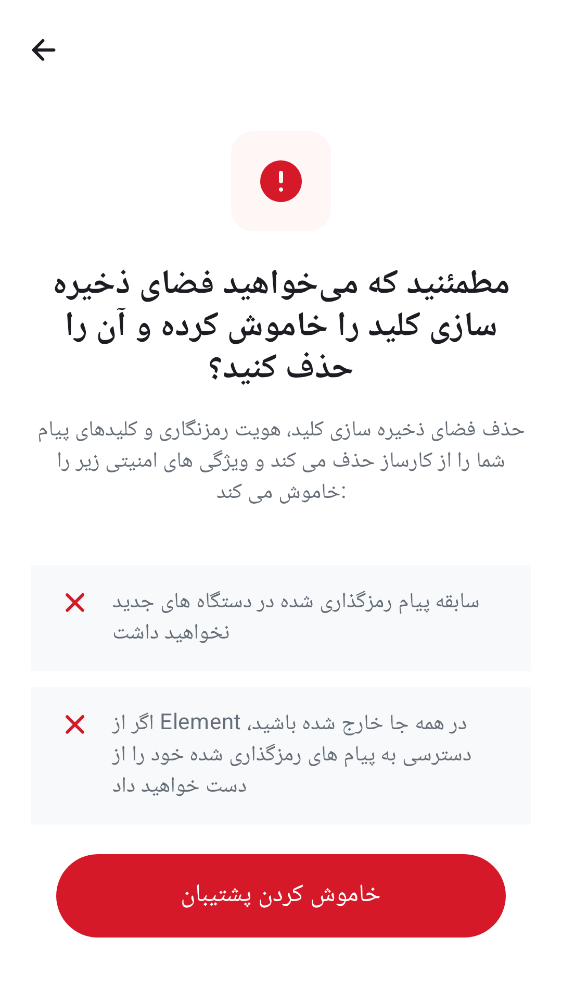 مطمئنید که می‌خواهید فضای ذخیره
سازی کلید را خاموش کرده و آن را
حذف کنید؟
حذف فضای ذخیره سازی کلید، هویت رمزنگاری و کلیدهای پیام
شما را از کارساز حذف می کند و ویژگی های امنیتی زیر را
خاموش می کند:
سابقه پیام رمزگذاری شده در دستگاه های جدید
نخواهید داشت
اگر از Element در همه جا خارج شده باشید،
دسترسی به پیام های رمزگذاری شده خود را از
دست خواهید داد
خاموش کردن پشتیبان